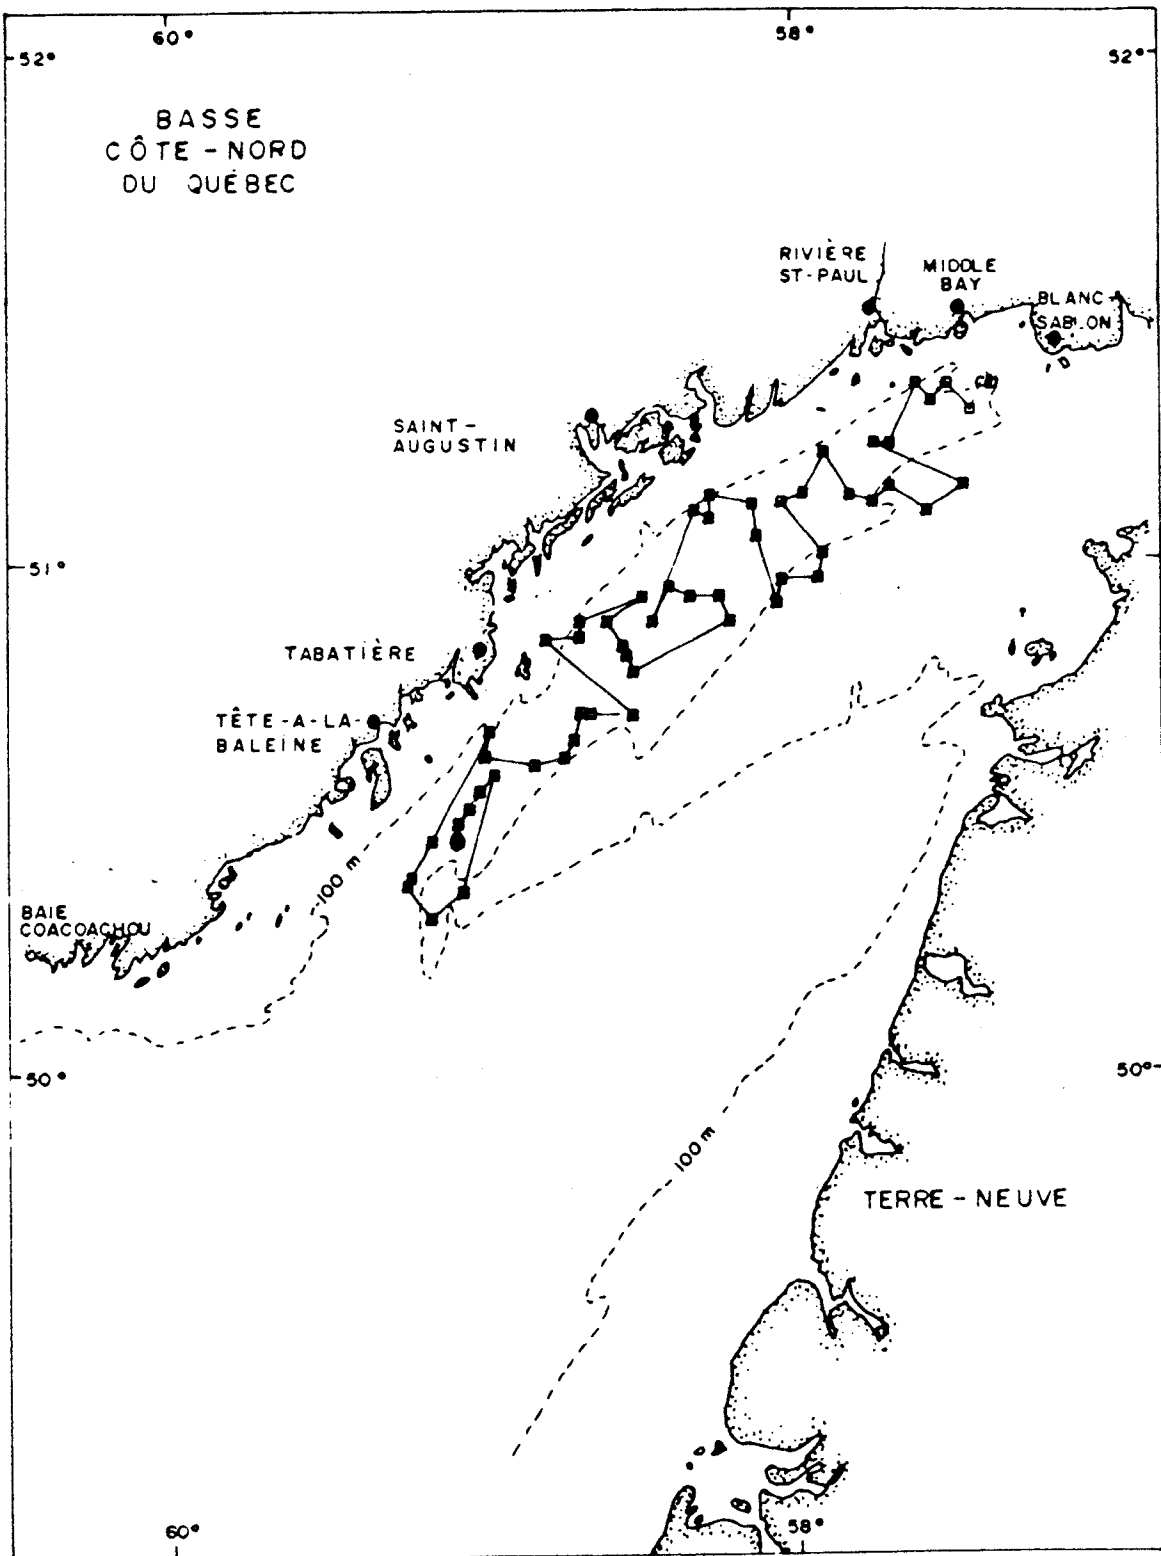 60°
58°
52°
52°
BASSE
CÔTE-NORD
DU QUÉBEC
RIVIÈRE
ST-PAUL
MIDDLE
BAY
BLANC-
SABLON
SAINT-
AUGUSTIN
51°
TABATIÈRE
TÊTE-A-LA-
BALEINE
100 m
BAIE
COACOACHOU
50°
50°
100 m
TERRE-NEUVE
60°
58°